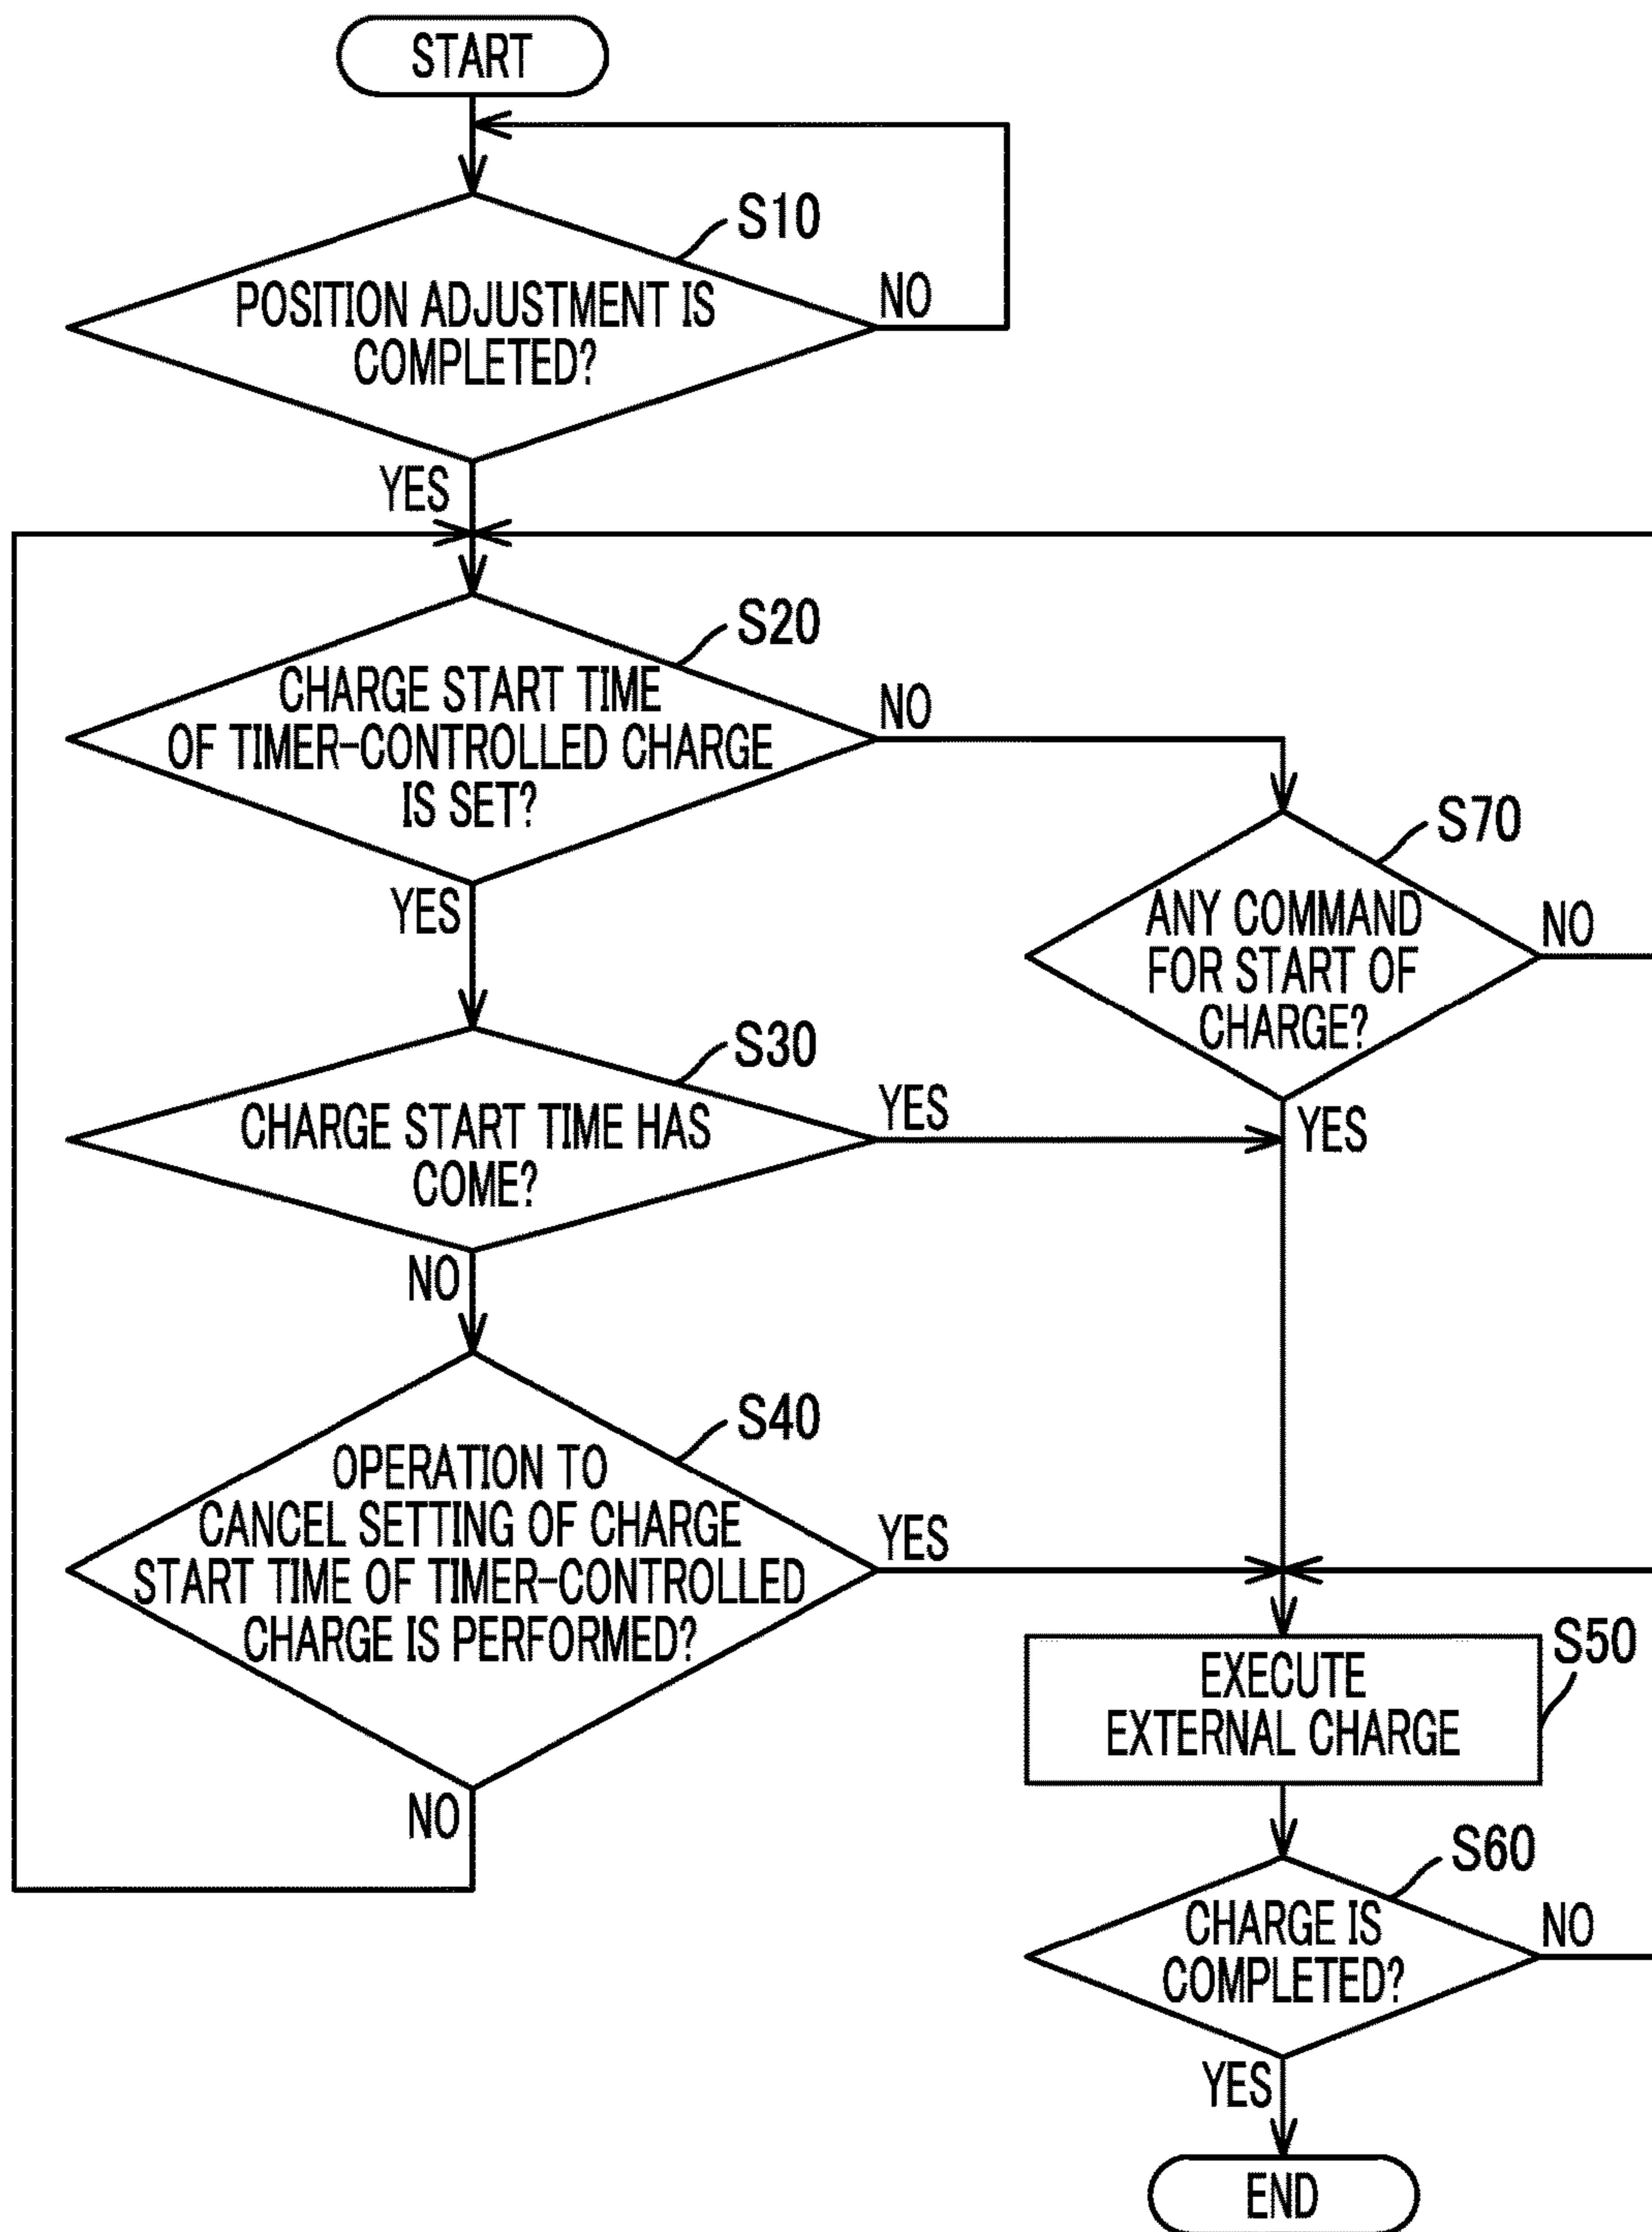 START
S10
POSITION ADJUSTMENT IS
COMPLETED?
NO
YES
S20
CHARGE START TIME
OF TIMER-CONTROLLED CHARGE
IS SET?
NO
YES
S70
ANY COMMAND
FOR START OF
CHARGE?
NO
YES
S30
CHARGE START TIME HAS
COME?
YES
NO
S40
OPERATION TO
CANCEL SETTING OF CHARGE
START TIME OF TIMER-CONTROLLED
CHARGE IS PERFORMED?
YES
NO
S50
EXECUTE
EXTERNAL CHARGE
S60
CHARGE IS
COMPLETED?
NO
YES
END